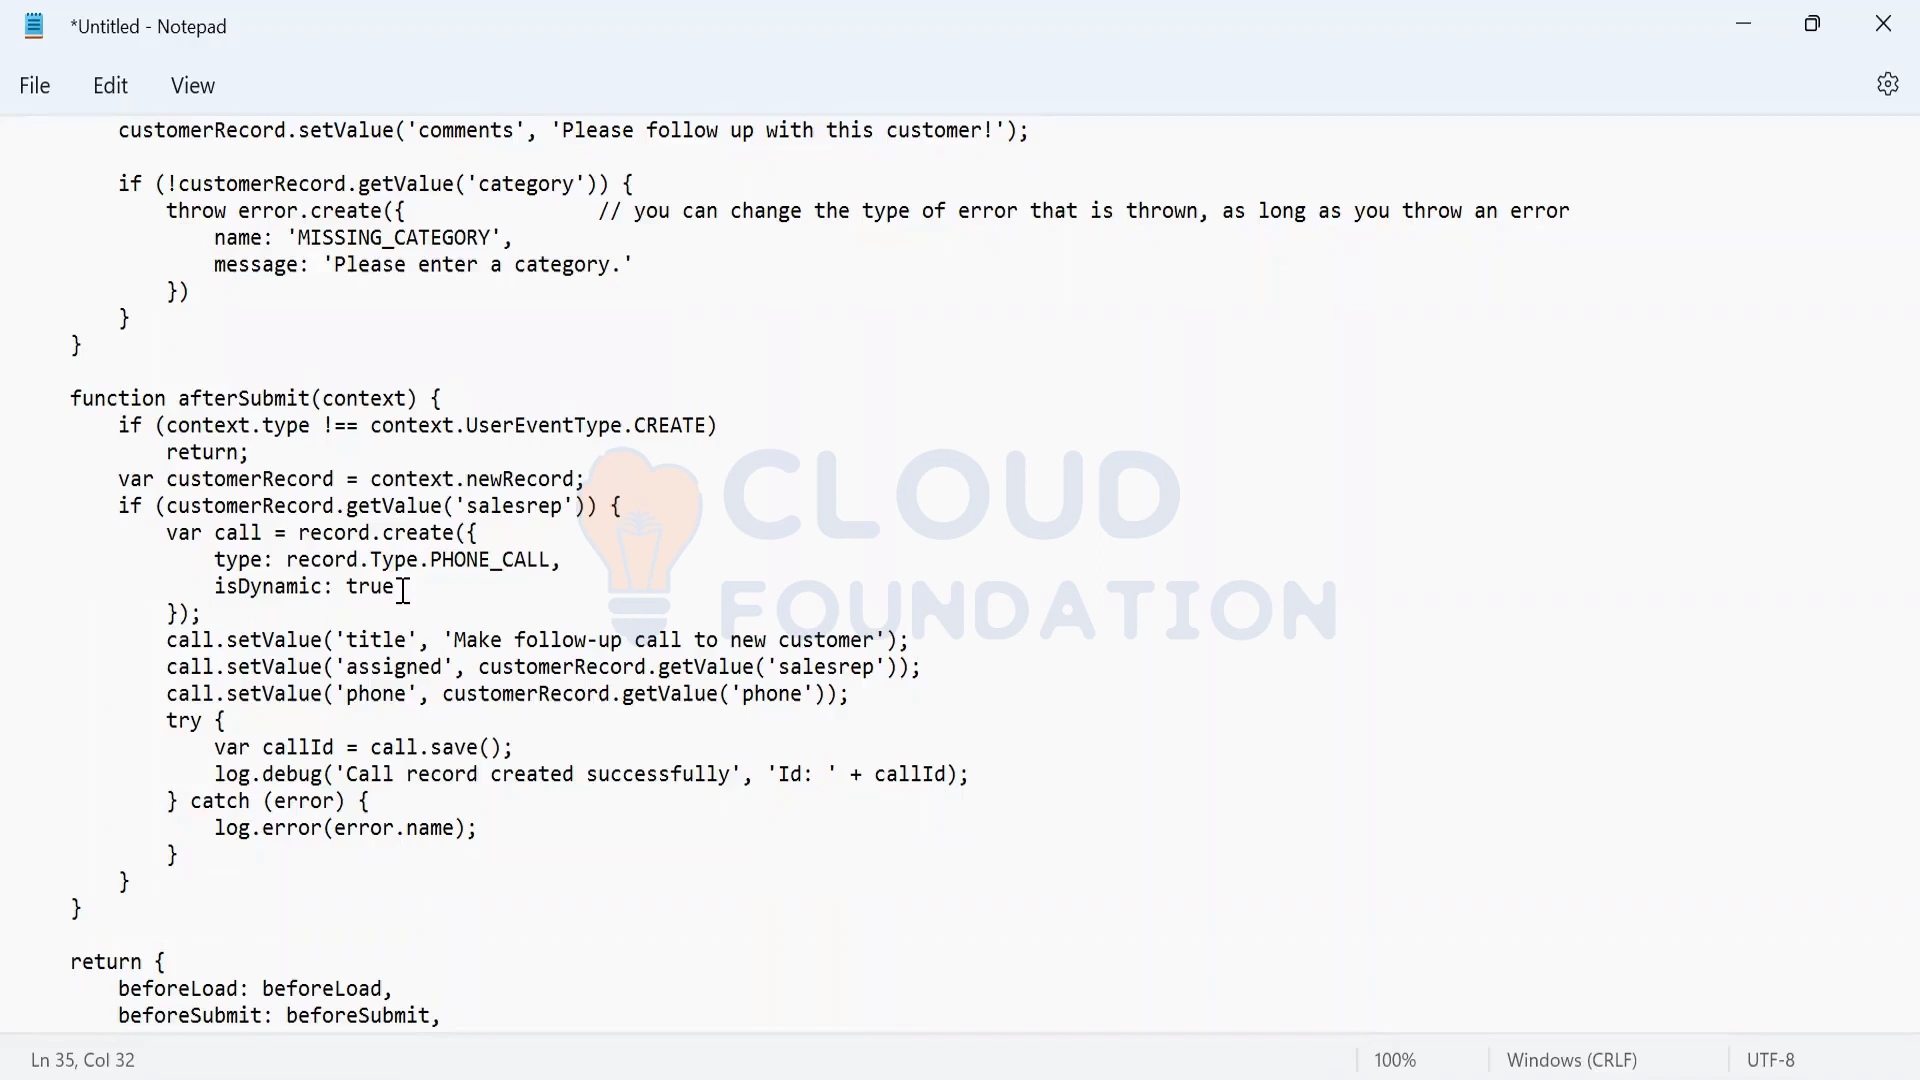 *Untitled - Notepad
File Edit View
customerRecord.setValue('comments', 'Please follow up with this customer!');
if (!customerRecord.getValue('category')) {
throw error.create({ // you can change the type of error that is thrown, as long as you throw an error
name: 'MISSING_CATEGORY',
message: 'Please enter a category.'
})
}
}
function afterSubmit(context) {
if (context.type !== context.UserEventType.CREATE)
return;
var customerRecord = context.newRecord;
if (customerRecord.getValue('salesrep')) {
var call = record.create({
type: record.Type.PHONE_CALL,
isDynamic: true
});
call.setValue('title', 'Make follow-up call to new customer');
call.setValue('assigned', customerRecord.getValue('salesrep'));
call.setValue('phone', customerRecord.getValue('phone'));
try {
var callId = call.save();
log.debug('Call record created successfully', 'Id: ' + callId);
} catch (error) {
log.error(error.name);
}
}
}
return {
beforeLoad: beforeLoad,
beforeSubmit: beforeSubmit,
CLOUD
FOUNDATION
Ln 35, Col 32 100% Windows (CRLF) UTF-8